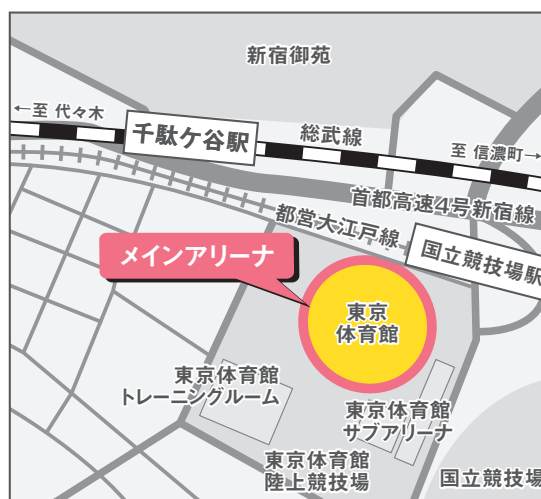 新宿御苑
←至 代々木
千駄ケ谷駅
総武線
至 信濃町→
首都高速4号新宿線
都営大江戸線
国立競技場駅
メインアリーナ
東京
体育館
東京体育館
トレーニングルーム
東京体育館
サブアリーナ
東京体育館
陸上競技場
国立競技場